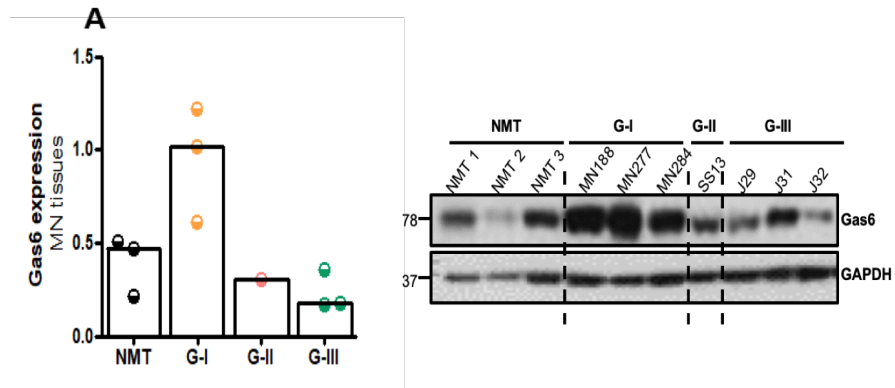 A
Gas6 expression
MN tissues
1.5
1.0
0.5
0.0
NMT G-I G-II G-III
NMT G-I G-II G-III
NMT 1 NMT 2 NMT 3 MN188 MN277 MN284 SS13 J29 J31 J32
78 Gas6
37 GAPDH